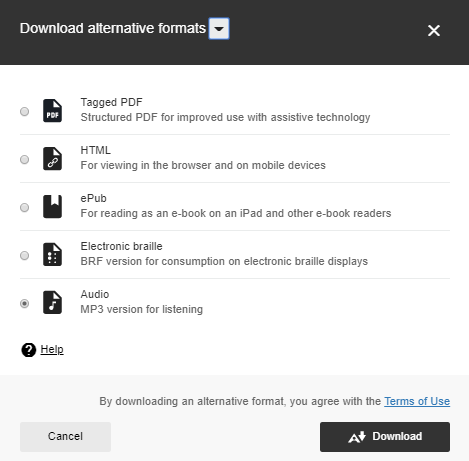 Download alternative formats
Tagged PDF
PDF
Structured PDF for improved use with assistive technology
HTML
For viewing in the browser and on mobile devices
ePub
For reading as an e-book on an iPad and other e-book readers
Electronic braille
BRF version for consumption on electronic braille displays
Audio
MP3 version for listening
? Help
By downloading an alternative format, you agree with the Terms of Use
Cancel
Download